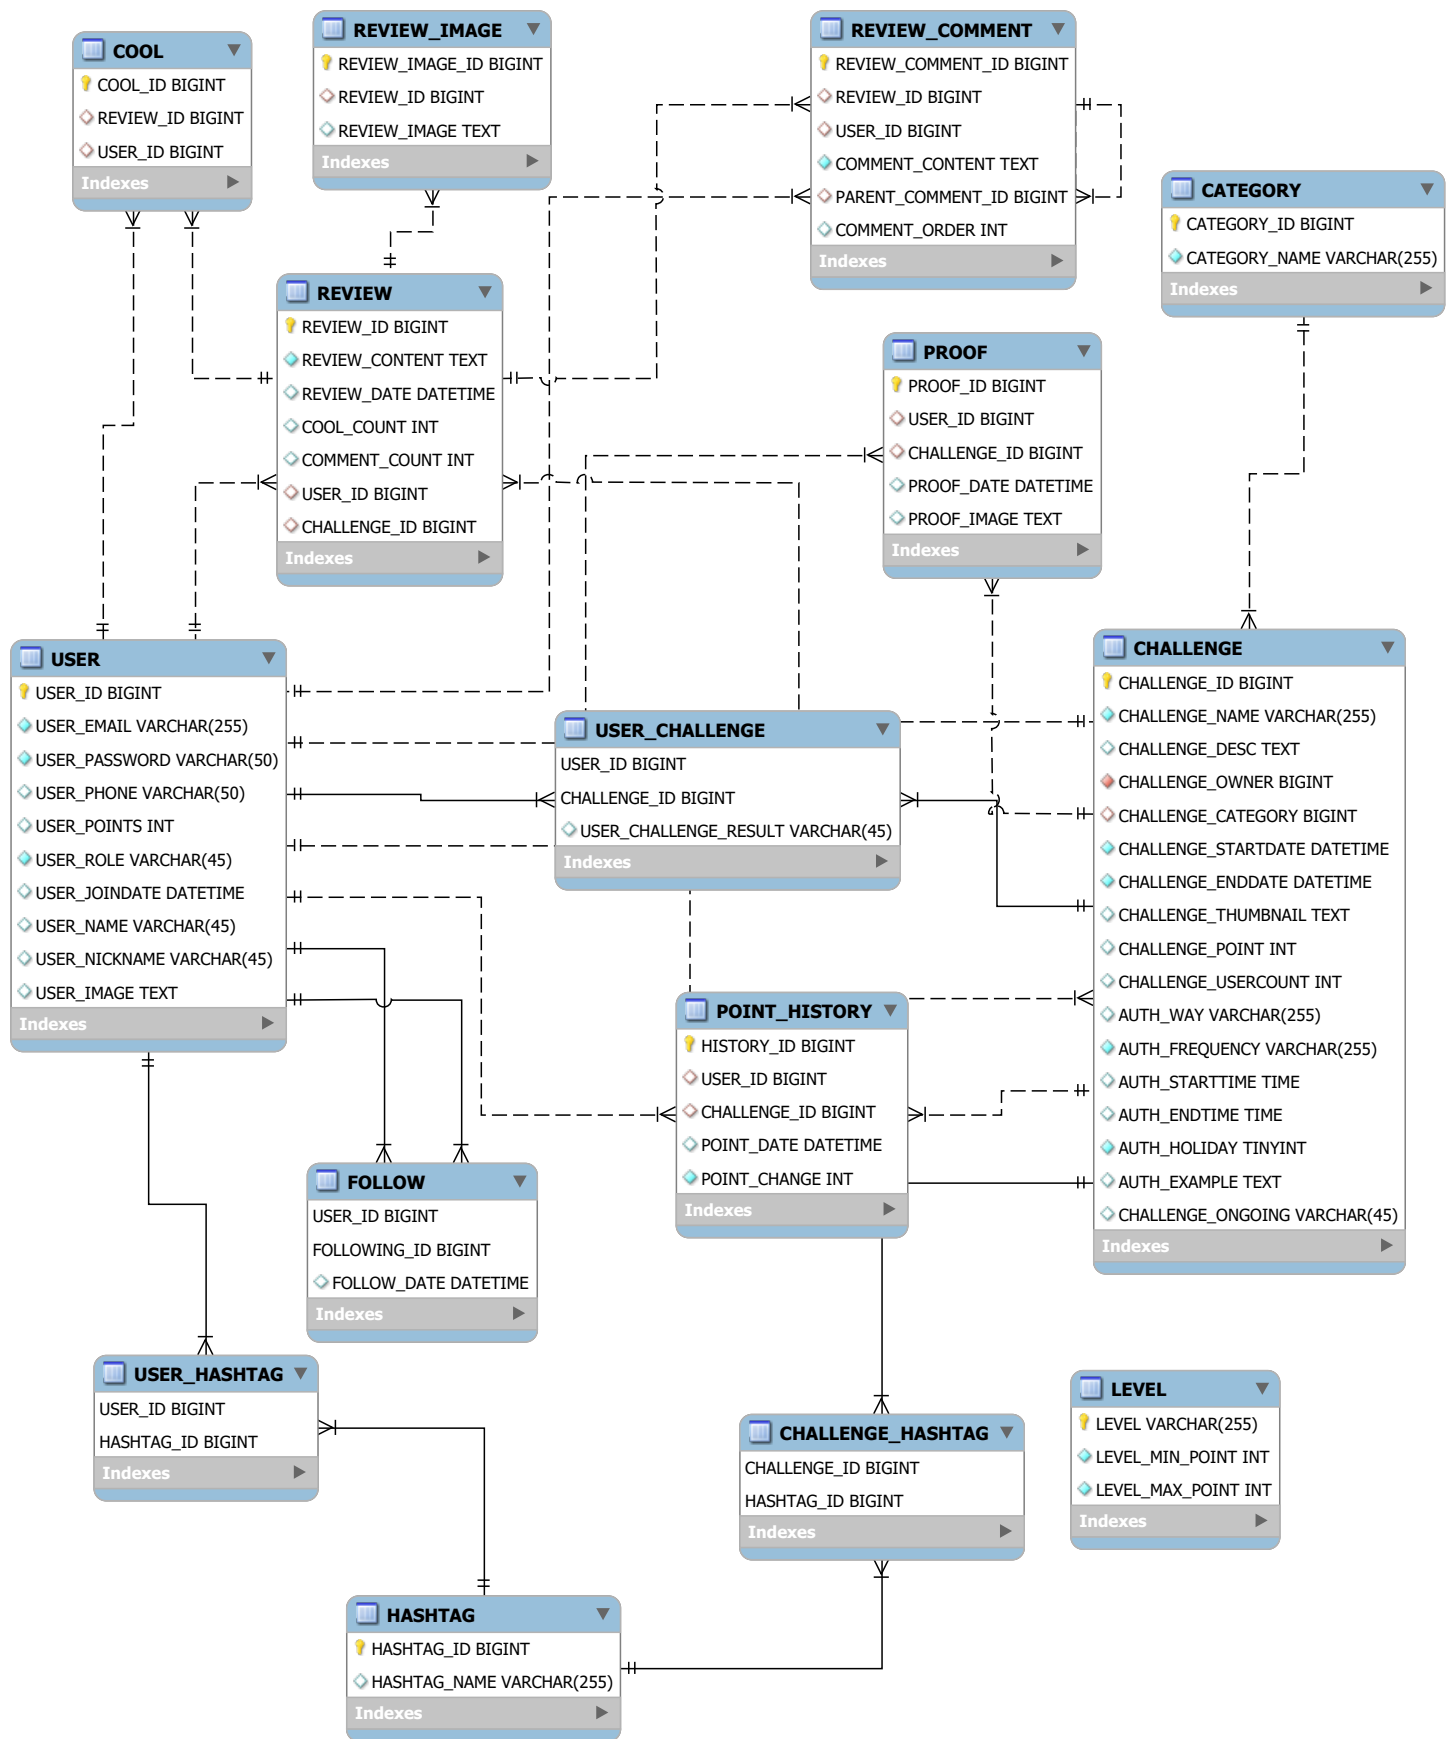 COOL
COOL_ID BIGINT
REVIEW_ID BIGINT
USER_ID BIGINT
Indexes
REVIEW_IMAGE
REVIEW_IMAGE_ID BIGINT
REVIEW_ID BIGINT
REVIEW_IMAGE TEXT
Indexes
REVIEW_COMMENT
REVIEW_COMMENT_ID BIGINT
REVIEW_ID BIGINT
USER_ID BIGINT
COMMENT_CONTENT TEXT
PARENT_COMMENT_ID BIGINT
COMMENT_ORDER INT
Indexes
CATEGORY
CATEGORY_ID BIGINT
CATEGORY_NAME VARCHAR(255)
Indexes
REVIEW
REVIEW_ID BIGINT
REVIEW_CONTENT TEXT
REVIEW_DATE DATETIME
COOL_COUNT INT
COMMENT_COUNT INT
USER_ID BIGINT
CHALLENGE_ID BIGINT
Indexes
PROOF
PROOF_ID BIGINT
USER_ID BIGINT
CHALLENGE_ID BIGINT
PROOF_DATE DATETIME
PROOF_IMAGE TEXT
Indexes
USER
USER_ID BIGINT
USER_EMAIL VARCHAR(255)
USER_PASSWORD VARCHAR(50)
USER_PHONE VARCHAR(50)
USER_POINTS INT
USER_ROLE VARCHAR(45)
USER_JOINDATE DATETIME
USER_NAME VARCHAR(45)
USER_NICKNAME VARCHAR(45)
USER_IMAGE TEXT
Indexes
USER_CHALLENGE
USER_ID BIGINT
CHALLENGE_ID BIGINT
USER_CHALLENGE_RESULT VARCHAR(45)
Indexes
CHALLENGE
CHALLENGE_ID BIGINT
CHALLENGE_NAME VARCHAR(255)
CHALLENGE_DESC TEXT
CHALLENGE_OWNER BIGINT
CHALLENGE_CATEGORY BIGINT
CHALLENGE_STARTDATE DATETIME
CHALLENGE_ENDDATE DATETIME
CHALLENGE_THUMBNAIL TEXT
CHALLENGE_POINT INT
CHALLENGE_USERCOUNT INT
AUTH_WAY VARCHAR(255)
AUTH_FREQUENCY VARCHAR(255)
AUTH_STARTTIME TIME
AUTH_ENDTIME TIME
AUTH_HOLIDAY TINYINT
AUTH_EXAMPLE TEXT
CHALLENGE_ONGOING VARCHAR(45)
Indexes
POINT_HISTORY
HISTORY_ID BIGINT
USER_ID BIGINT
CHALLENGE_ID BIGINT
POINT_DATE DATETIME
POINT_CHANGE INT
Indexes
FOLLOW
USER_ID BIGINT
FOLLOWING_ID BIGINT
FOLLOW_DATE DATETIME
Indexes
USER_HASHTAG
USER_ID BIGINT
HASHTAG_ID BIGINT
Indexes
CHALLENGE_HASHTAG
CHALLENGE_ID BIGINT
HASHTAG_ID BIGINT
Indexes
LEVEL
LEVEL VARCHAR(255)
LEVEL_MIN_POINT INT
LEVEL_MAX_POINT INT
Indexes
HASHTAG
HASHTAG_ID BIGINT
HASHTAG_NAME VARCHAR(255)
Indexes